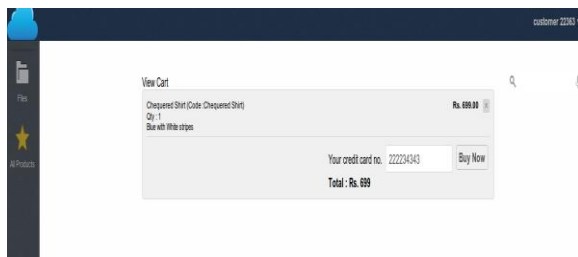 customer 22363
Files
All Products
View Cart
Chequered Shirt (Code :Chequered Shirt) Rs. 699.00
Qty : 1
Blue with White stripes
Your credit card no. 222234343 Buy Now
Total : Rs. 699